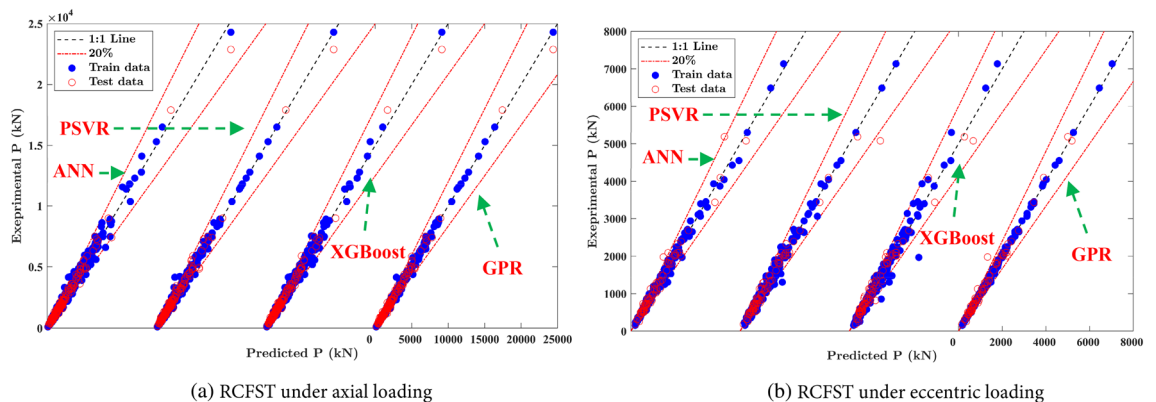 ×10⁴
2.5
2
1.5
1
0.5
0
Exeprimental P (kN)
1:1 Line
20%
Train data
Test data
PSVR
ANN
XGBoost
GPR
0 5000 10000 15000 20000 25000
Predicted P (kN)
(a) RCFST under axial loading
8000
7000
6000
5000
4000
3000
2000
1000
0
Exeprimental P (kN)
1:1 Line
20%
Train data
Test data
PSVR
ANN
XGBoost
GPR
0 2000 4000 6000 8000
Predicted P (kN)
(b) RCFST under eccentric loading